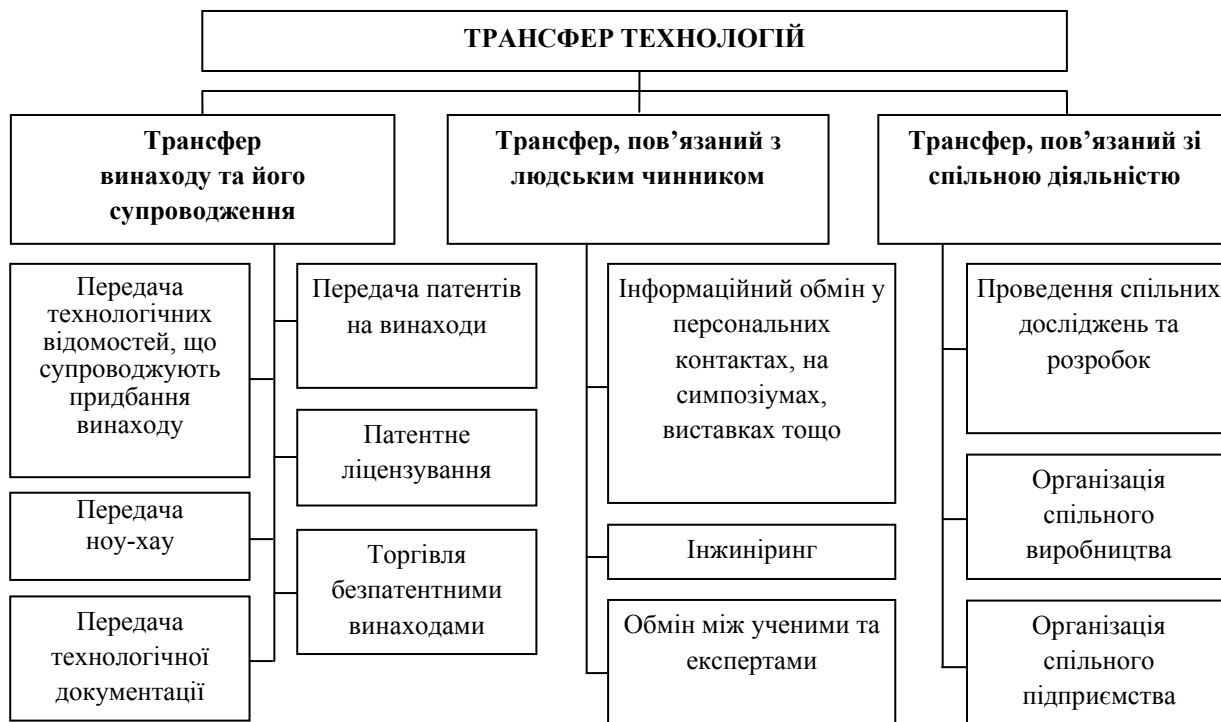 ТРАНСФЕР ТЕХНОЛОГІЙ
Трансфер
винаходу та його
супроводження
Трансфер, пов’язаний з
людським чинником
Трансфер, пов’язаний зі
спільною діяльністю
Передача
технологічних
відомостей, що
супроводжують
придбання
винаходу
Передача
ноу-хау
Передача
технологічної
документації
Передача патентів
на винаходи
Патентне
ліцензування
Торгівля
безпатентними
винаходами
Інформаційний обмін у
персональних
контактах, на
симпозіумах,
виставках тощо
Інжиніринг
Обмін між ученими та
експертами
Проведення спільних
досліджень та
розробок
Організація
спільного
виробництва
Організація
спільного
підприємства